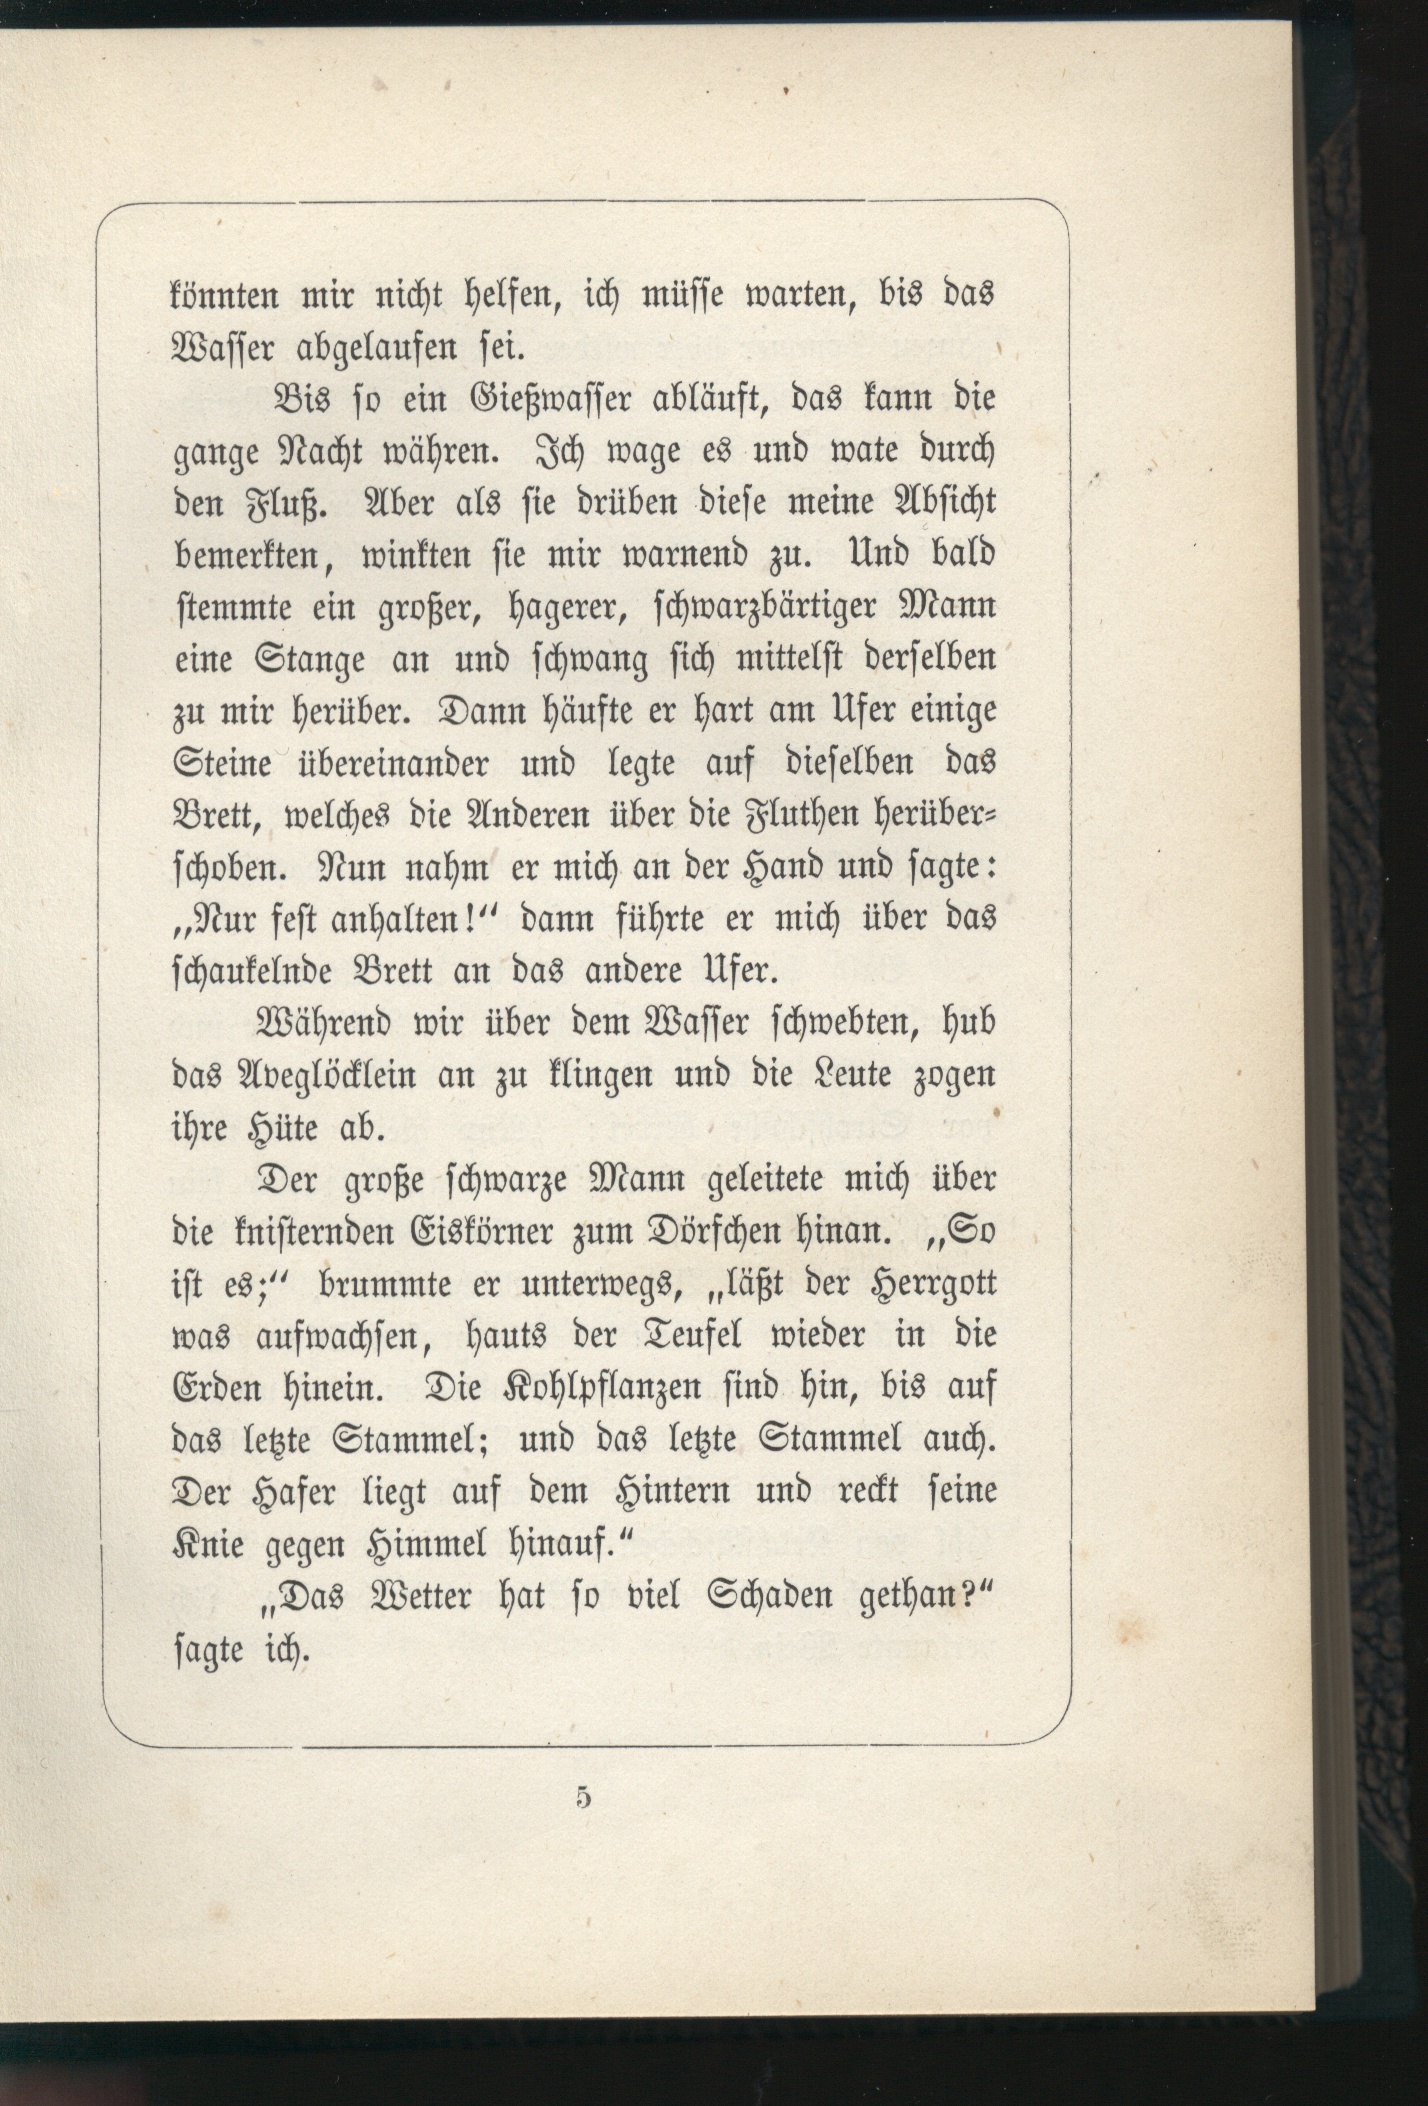 könnten mir nicht helfen, ich müsse warten, bis das
Wasser abgelaufen sei.
Bis so ein Gießwasser abläuft, das kann die
gange Nacht währen. Ich wage es und wate durch
den Fluß. Aber als sie drüben diese meine Absicht
bemerkten, winkten sie mir warnend zu. Und bald
stemmte ein großer, hagerer, schwarzbärtiger Mann
eine Stange an und schwang sich mittelst derselben
zu mir herüber. Dann häufte er hart am Ufer einige
Steine übereinander und legte auf dieselben das
Brett, welches die Anderen über die Fluthen herüber-
schoben. Nun nahm er mich an der Hand und sagte:
„Nur fest anhalten!“ dann führte er mich über das
schaukelnde Brett an das andere Ufer.
Während wir über dem Wasser schwebten, hub
das Aveglöcklein an zu klingen und die Leute zogen
ihre Hüte ab.
Der große schwarze Mann geleitete mich über
die knisternden Eiskörner zum Dörfchen hinan. „So
ist es;“ brummte er unterwegs, „läßt der Herrgott
was aufwachsen, hauts der Teufel wieder in die
Erden hinein. Die Kohlpflanzen sind hin, bis auf
das letzte Stammel; und das letzte Stammel auch.
Der Hafer liegt auf dem Hintern und reckt seine
Knie gegen Himmel hinauf.“
„Das Wetter hat so viel Schaden gethan?“
sagte ich.
5